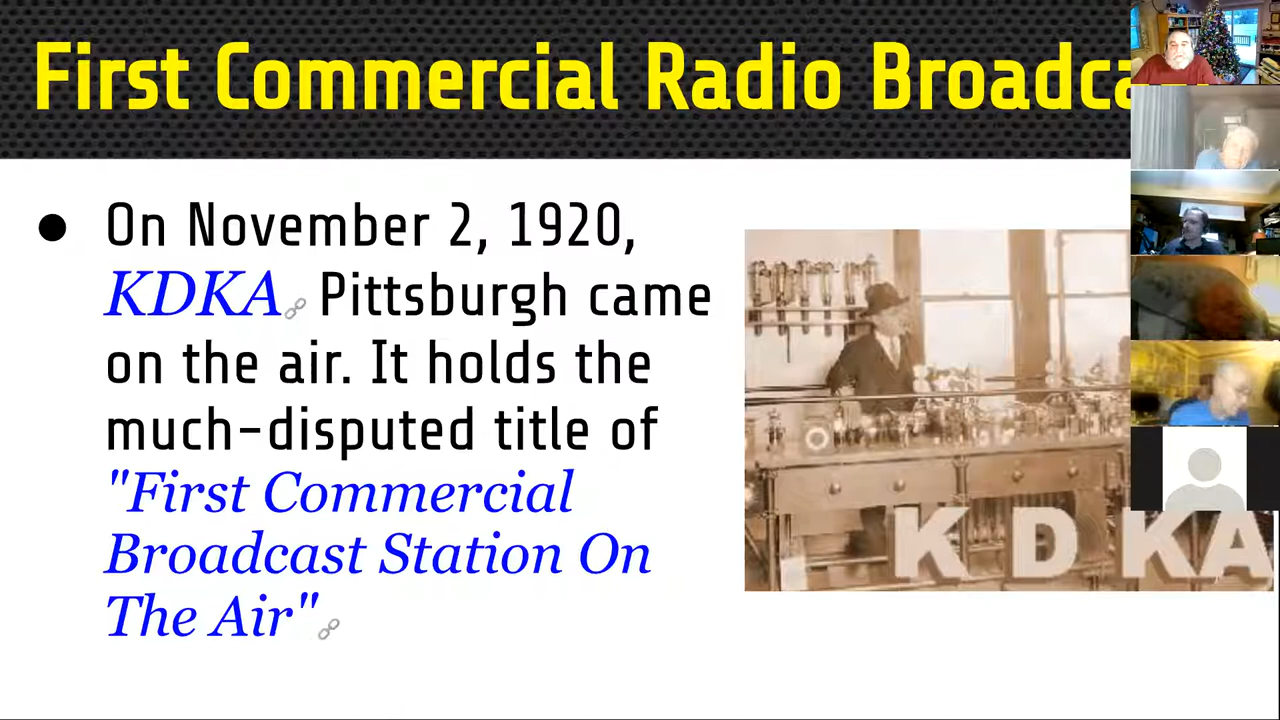 First Commercial Radio Broadca
On November 2, 1920,
KDKA Pittsburgh came
on the air. It holds the
much-disputed title of
"First Commercial
Broadcast Station On
The Air"
KDKA